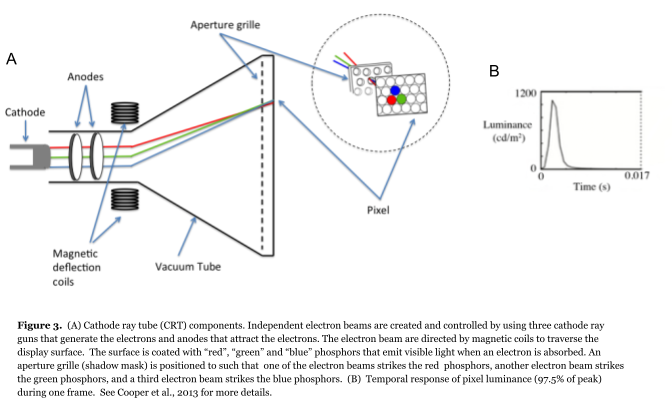 Aperture grille
A
B
Anodes
1200
Cathode
Luminance
(cd/m²)
0
0
0.017
Time (s)
Pixel
Magnetic
deflection
coils
Vacuum Tube
Figure 3. (A) Cathode ray tube (CRT) components. Independent electron beams are created and controlled by using three cathode ray
guns that generate the electrons and anodes that attract the electrons. The electron beam are directed by magnetic coils to traverse the
display surface. The surface is coated with “red”, “green” and “blue” phosphors that emit visible light when an electron is absorbed. An
aperture grille (shadow mask) is positioned to such that one of the electron beams strikes the red phosphors, another electron beam strikes
the green phosphors, and a third electron beam strikes the blue phosphors. (B) Temporal response of pixel luminance (97.5% of peak)
during one frame. See Cooper et al., 2013 for more details.